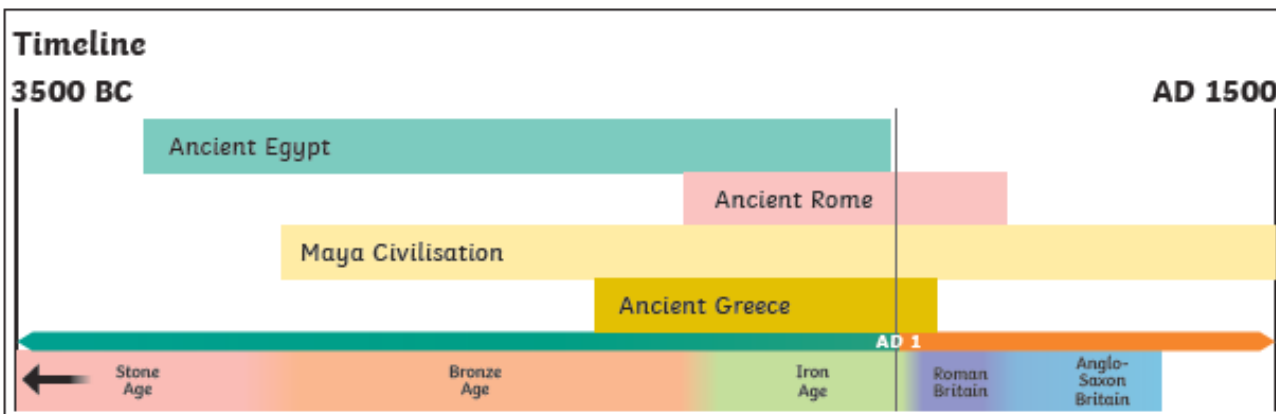 Timeline
3500 BC
AD 1500
Ancient Egypt
Ancient Rome
Maya Civilisation
Ancient Greece
AD 1
Stone
Age
Bronze
Age
Iron
Age
Roman
Britain
Anglo-
Saxon
Britain